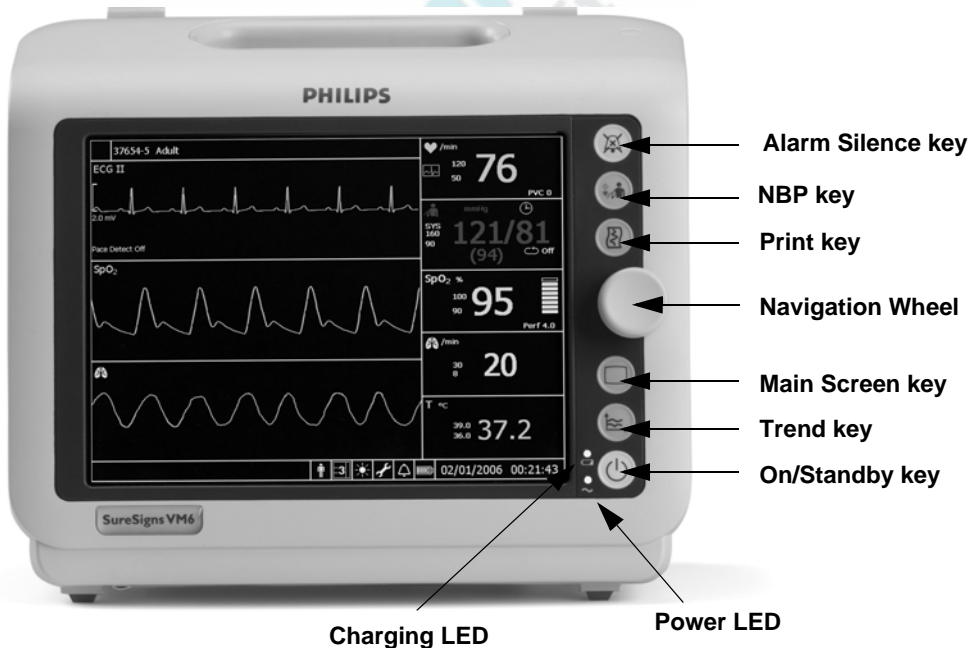 PHILIPS
37654-5 Adult
ECG II
2.0 mV
Pace Detect Off
SpO₂
/min
120
50
76
PVC 0
mmHg
SYS
160
90
121/81
(94)
Off
SpO₂ %
100
90
95
Perf 4.0
/min
30
8
20
T °C
39.0
36.0
37.2
3
02/01/2006 00:21:43
SureSigns VM6
Alarm Silence key
NBP key
Print key
Navigation Wheel
Main Screen key
Trend key
On/Standby key
Charging LED
Power LED